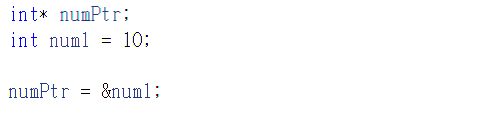 int* numPtr;
int num1 = 10;
numPtr = &num1;